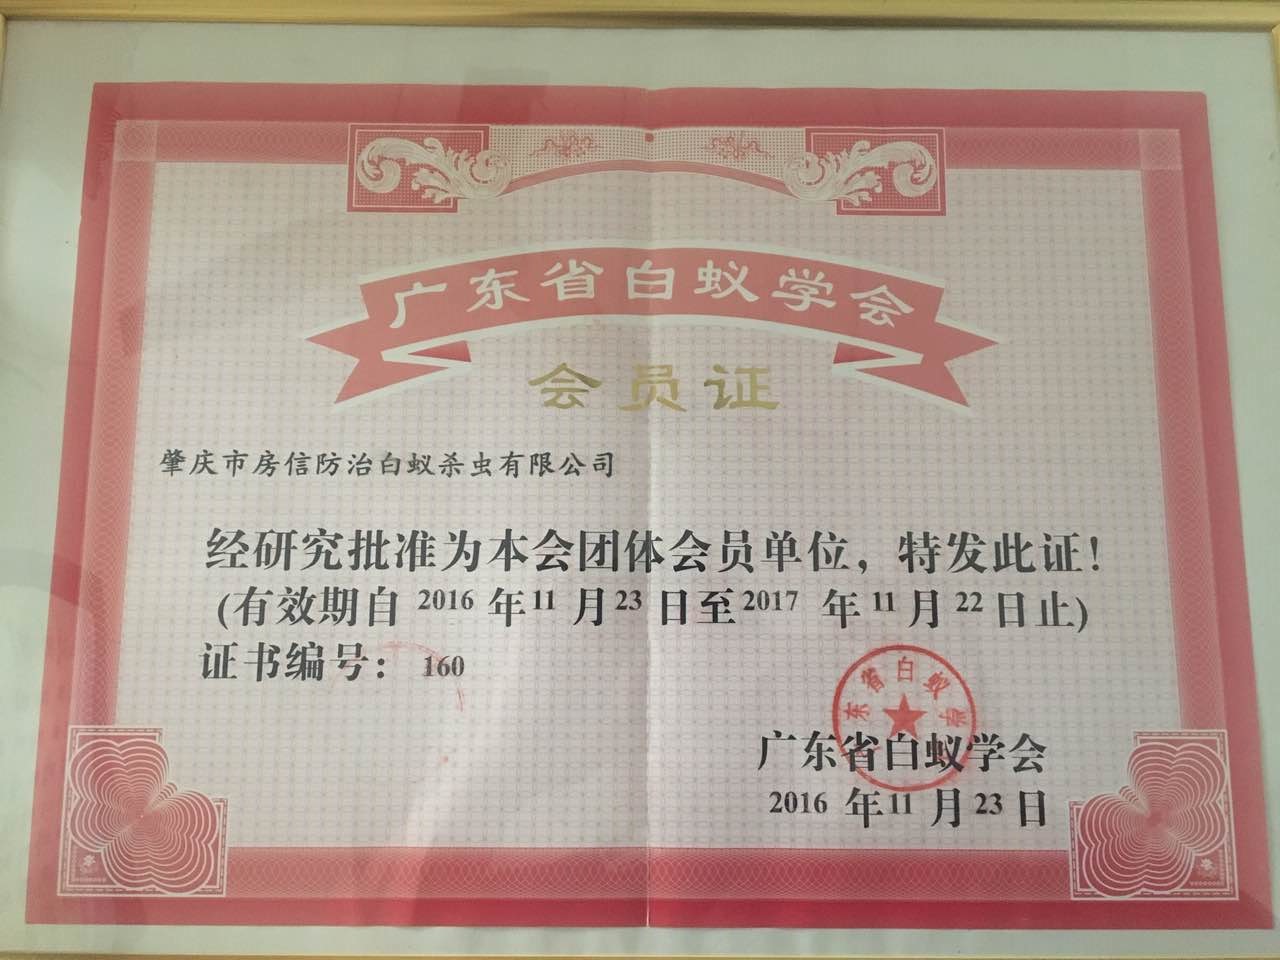 广东省白蚁学会
会员证
肇庆市房信防治白蚁杀虫有限公司
经研究批准为本会团体会员单位，特发此证！
(有效期自 2016 年 11 月 23 日至 2017 年 11 月 22 日止)
证书编号： 160
东省白蚁学
广东省白蚁学会
2016 年 11 月 23 日